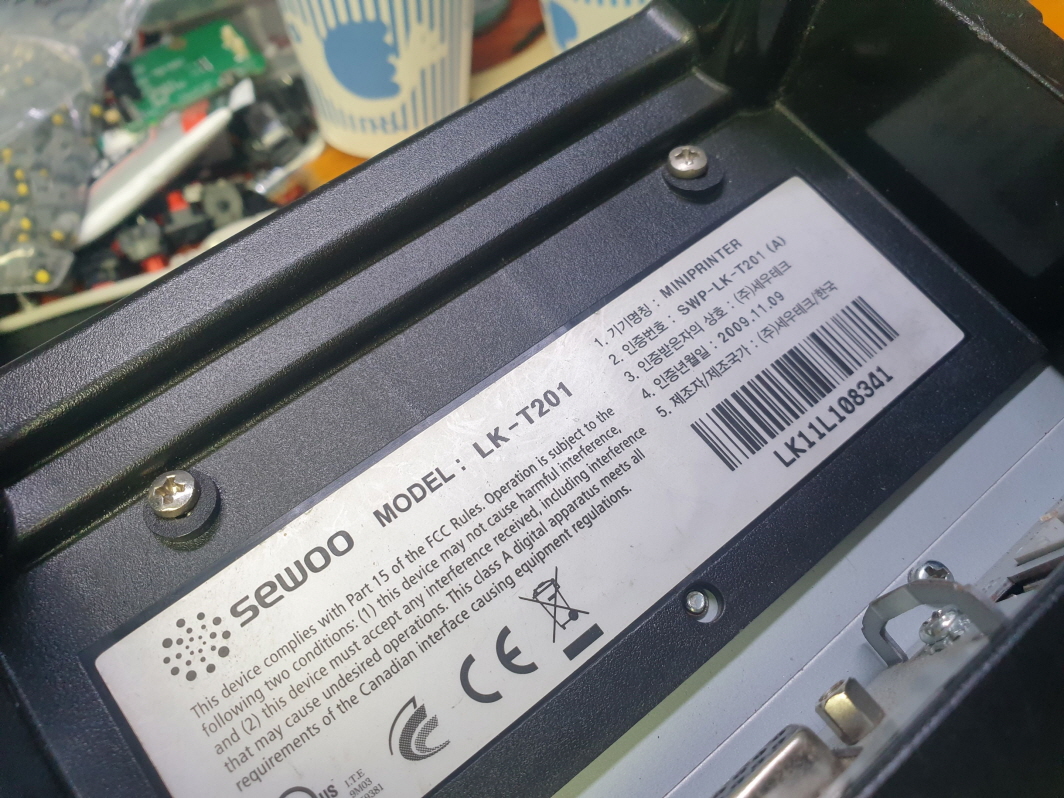 sewoo
MODEL : LK-T201
This device complies with Part 15 of the FCC Rules. Operation is subject to the
following two conditions: (1) this device may not cause harmful interference,
and (2) this device must accept any interference received, including interference
that may cause undesired operations. This class A digital apparatus meets all
requirements of the Canadian interface causing equipment regulations.
CE
US
I.T.E
9M03
1. 기기명칭 : MINIPRINTER
2. 인증번호 : SWP-LK-T201 (A)
3. 인증받은자의 상호 : (주)세우테크
4. 인증년월일 : 2009.11.09
5. 제조자/제조국가 : (주)세우테크/한국
LK11L108341